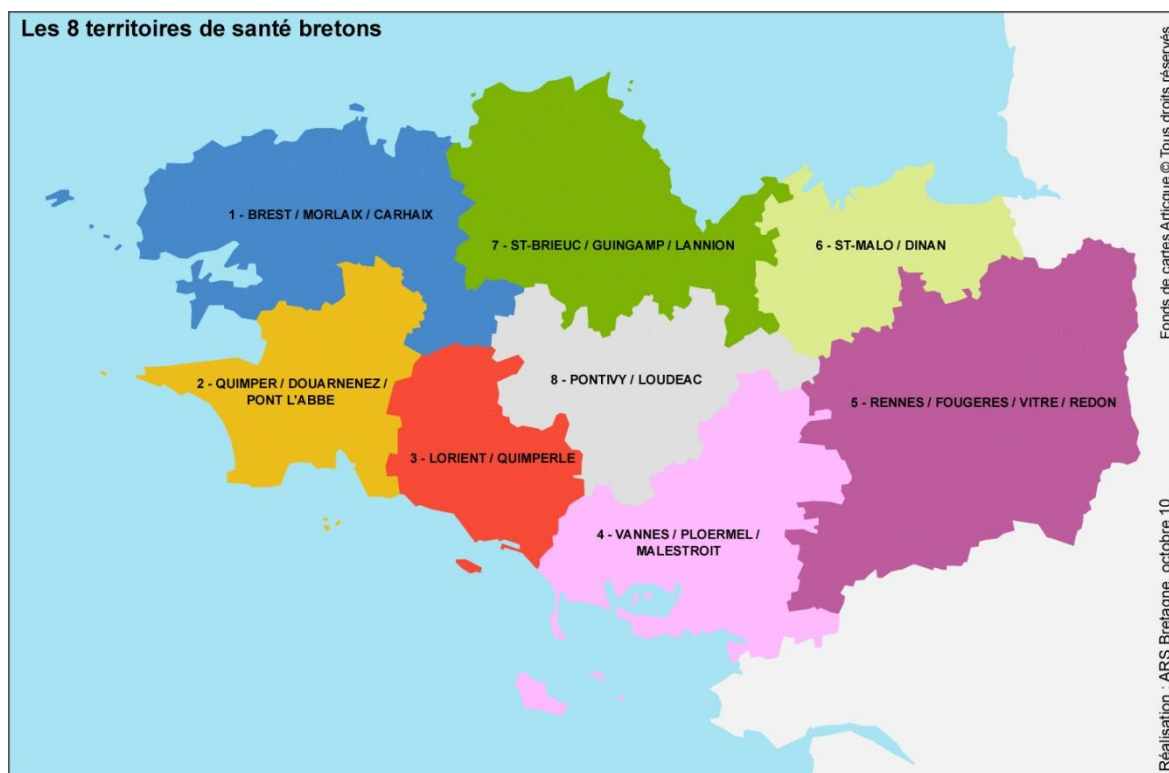 Les 8 territoires de santé bretons
1 - BREST / MORLAIX / CARHAIX
7 - ST-BRIEUC / GUINGAMP / LANNION
6 - ST-MALO / DINAN
2 - QUIMPER / DOUARNENEZ /
PONT L'ABBE
8 - PONTIVY / LOUDEAC
5 - RENNES / FOUGERES / VITRE / REDON
3 - LORIENT / QUIMPERLE
4 - VANNES / PLOERMEL /
MALESTROIT
Fonds de cartes Articque © Tous droits réservés
Réalisation : ARS Bretagne, octobre 10